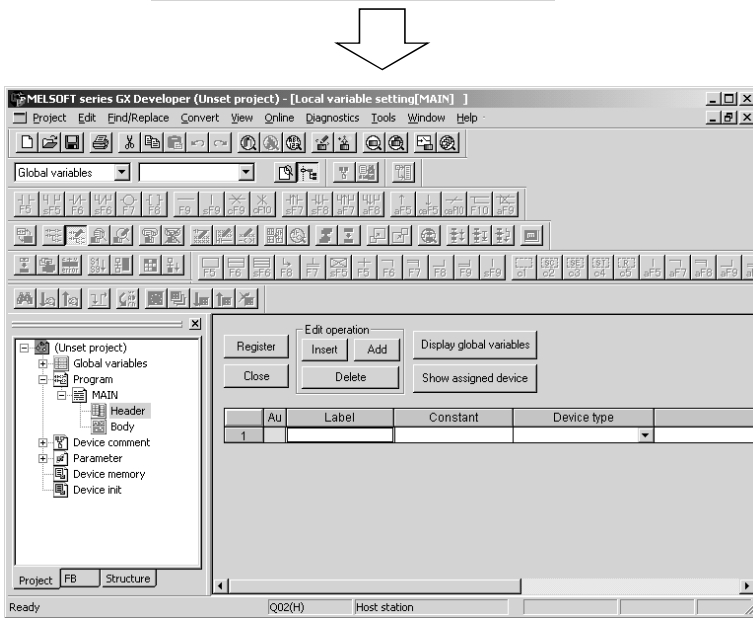 MELSOFT series GX Developer (Unset project) - [Local variable setting[MAIN]  ]
Project Edit Find/Replace Convert View Online Diagnostics Tools Window Help
Global variables
F5 sF5 F6 sF6 F7 F8 F9 sF9 cF9 cF10 sF7 sF8 aF7 aF8 aF5 caF5 caF10 F10 aF9
F5 F6 sF6 F8 F7 sF5 F5 F6 F7 F8 F9 sF9 c1 c2 c3 c4 c5 aF5 aF7 aF8 aF9
(Unset project)
Global variables
Program
MAIN
Header
Body
Device comment
Parameter
Device memory
Device init
Project FB Structure
Register
Close
Edit operation
Insert Add
Delete
Display global variables
Show assigned device
Au Label Constant Device type
1
Ready Q02(H) Host station